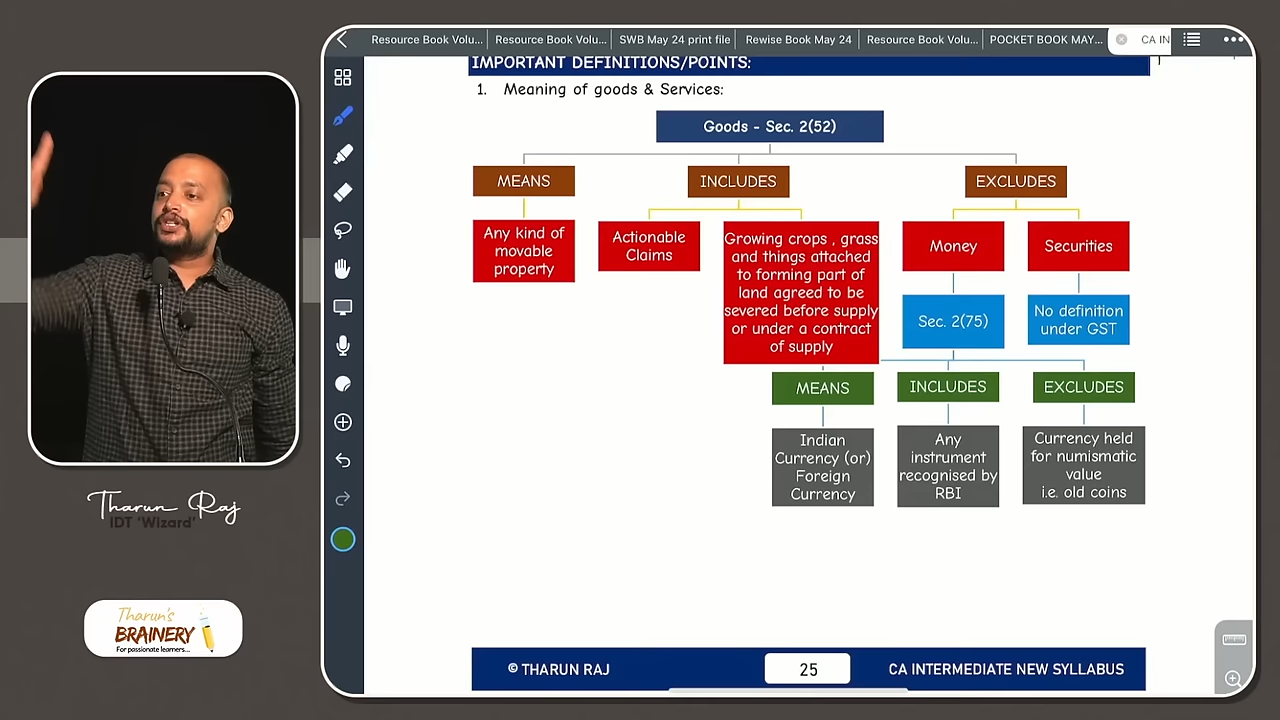 Resource Book Volu...
Resource Book Volu...
SWB May 24 print file
Rewise Book May 24
Resource Book Volu...
POCKET BOOK MAY...
CA IN
IMPORTANT DEFINITIONS/POINTS:
1. Meaning of goods & Services:
Goods - Sec. 2(52)
MEANS
INCLUDES
EXCLUDES
Any kind of
movable
property
Actionable
Claims
Growing crops , grass
and things attached
to forming part of
land agreed to be
severed before supply
or under a contract
of supply
Money
Securities
Sec. 2(75)
No definition
under GST
MEANS
INCLUDES
EXCLUDES
Indian
Currency (or)
Foreign
Currency
Any
instrument
recognised by
RBI
Currency held
for numismatic
value
i.e. old coins
© THARUN RAJ
25
CA INTERMEDIATE NEW SYLLABUS
Tharun Raj
IDT 'Wizard'
Tharun's
BRAINERY
For passionate learners...